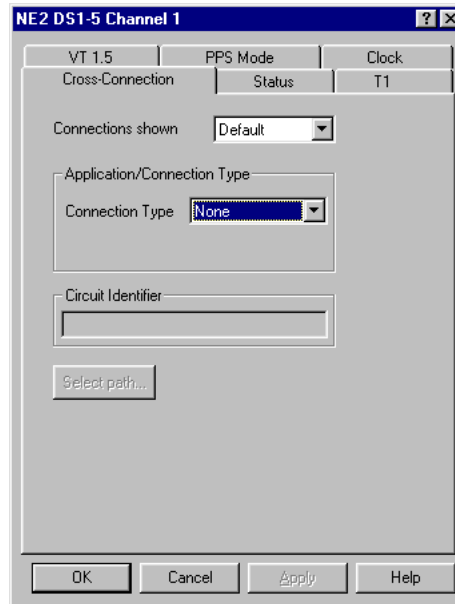 NE2 DS1-5 Channel 1
VT 1.5 PPS Mode Clock
Cross-Connection Status T1
Connections shown Default
Application/Connection Type
Connection Type None
Circuit Identifier
Select path...
OK Cancel Apply Help